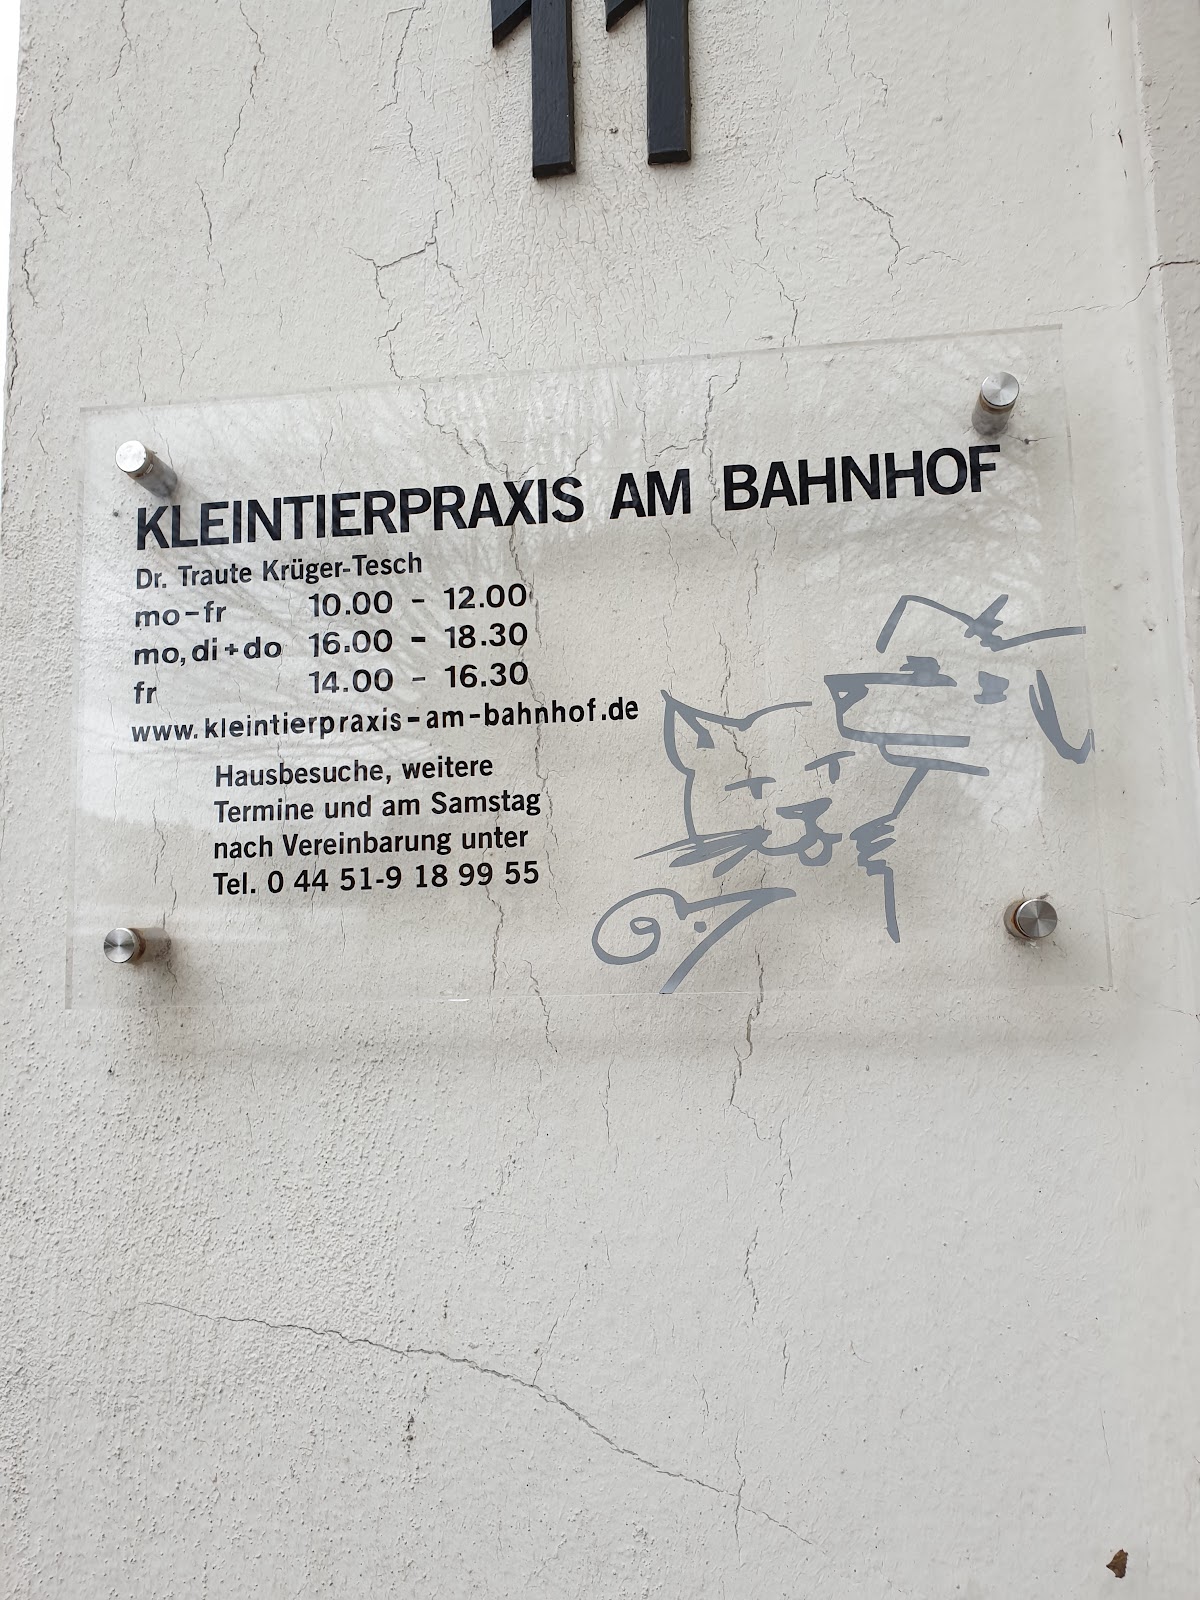 11
KLEINTIERPRAXIS AM BAHNHOF
Dr. Traute Krüger-Tesch
mo-fr 10.00 - 12.00
mo, di + do 16.00 - 18.30
fr 14.00 - 16.30
www.kleintierpraxis-am-bahnhof.de
Hausbesuche, weitere
Termine und am Samstag
nach Vereinbarung unter
Tel. 0 44 51-9 18 99 55